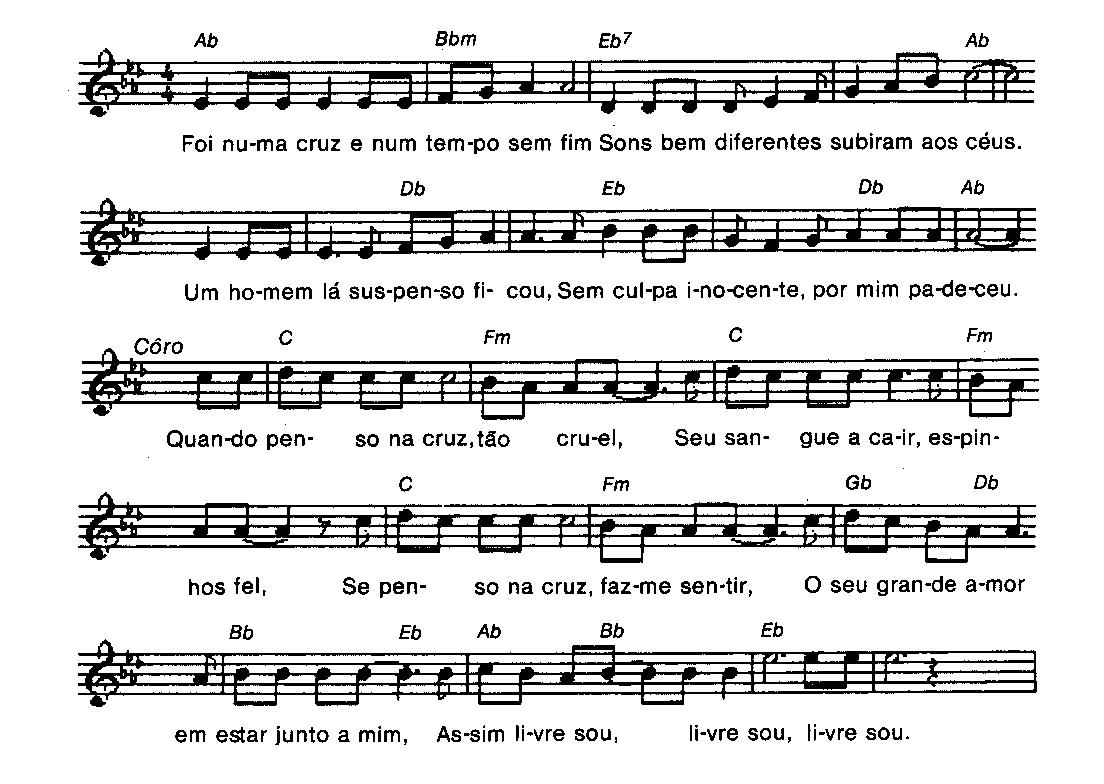 Ab Bbm Eb7 Ab
4
4
Foi nu-ma cruz e num tem-po sem fim Sons bem diferentes subiram aos céus.
Db Eb Db Ab
Um ho-mem lá sus-pen-so fi- cou, Sem cul-pa i-no-cen-te, por mim pa-de-ceu.
Côro C Fm C Fm
Quan-do pen- so na cruz, tão cru-el, Seu san- gue a ca-ir, es-pin-
C Fm Gb Db
hos fel, Se pen- so na cruz, faz-me sen-tir, O seu gran-de a-mor
Bb Eb Ab Bb Eb
em estar junto a mim, As-sim li-vre sou, li-vre sou, li-vre sou.